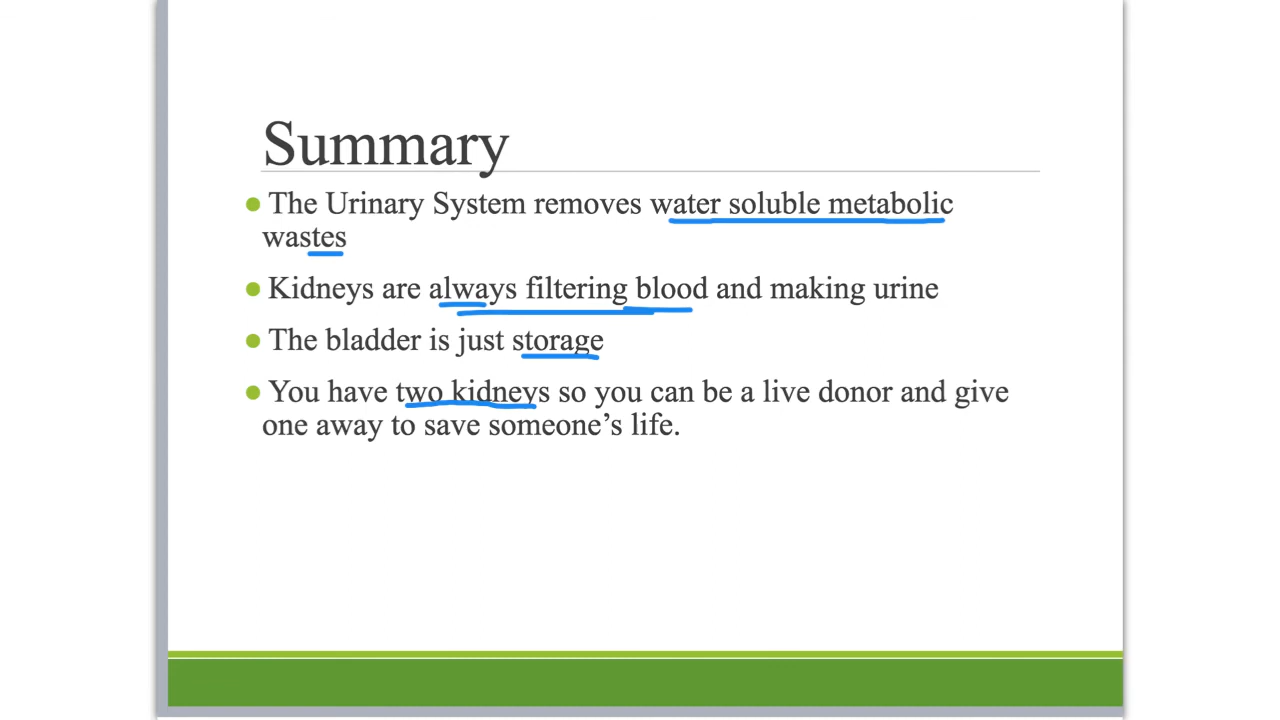 Summary
The Urinary System removes water soluble metabolic
wastes
Kidneys are always filtering blood and making urine
The bladder is just storage
You have two kidneys so you can be a live donor and give
one away to save someone’s life.